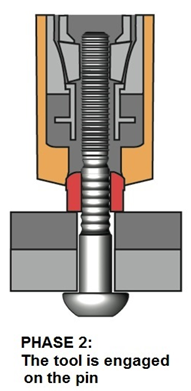 PHASE 2:
The tool is engaged
on the pin